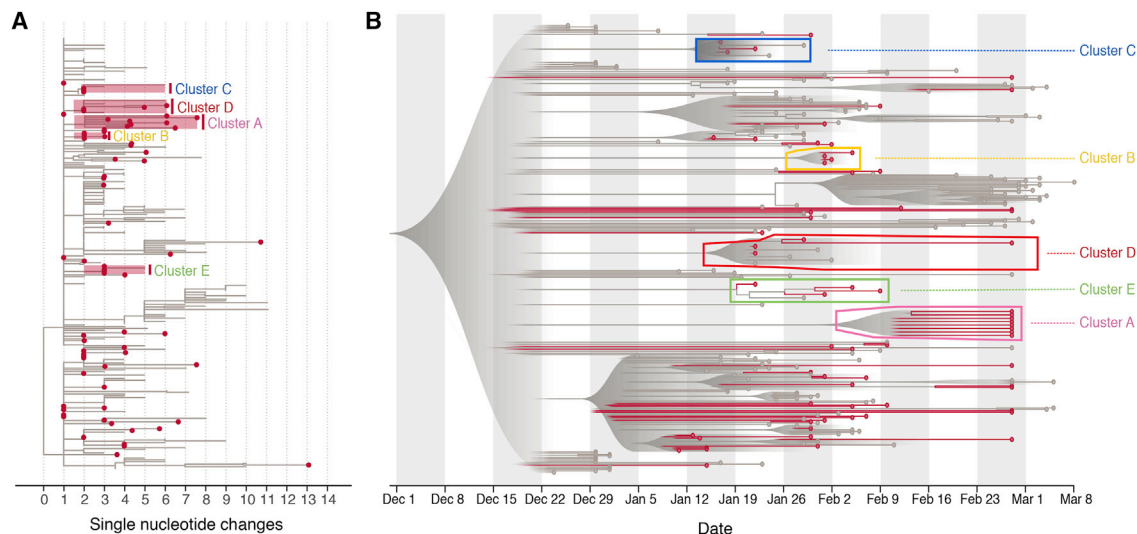 A
B
Cluster C
Cluster D
Cluster A
Cluster B
Cluster E
0 1 2 3 4 5 6 7 8 9 10 11 12 13 14
Single nucleotide changes
Cluster C
Cluster B
Cluster D
Cluster E
Cluster A
Dec 1 Dec 8 Dec 15 Dec 22 Dec 29 Jan 5 Jan 12 Jan 19 Jan 26 Feb 2 Feb 9 Feb 16 Feb 23 Mar 1 Mar 8
Date